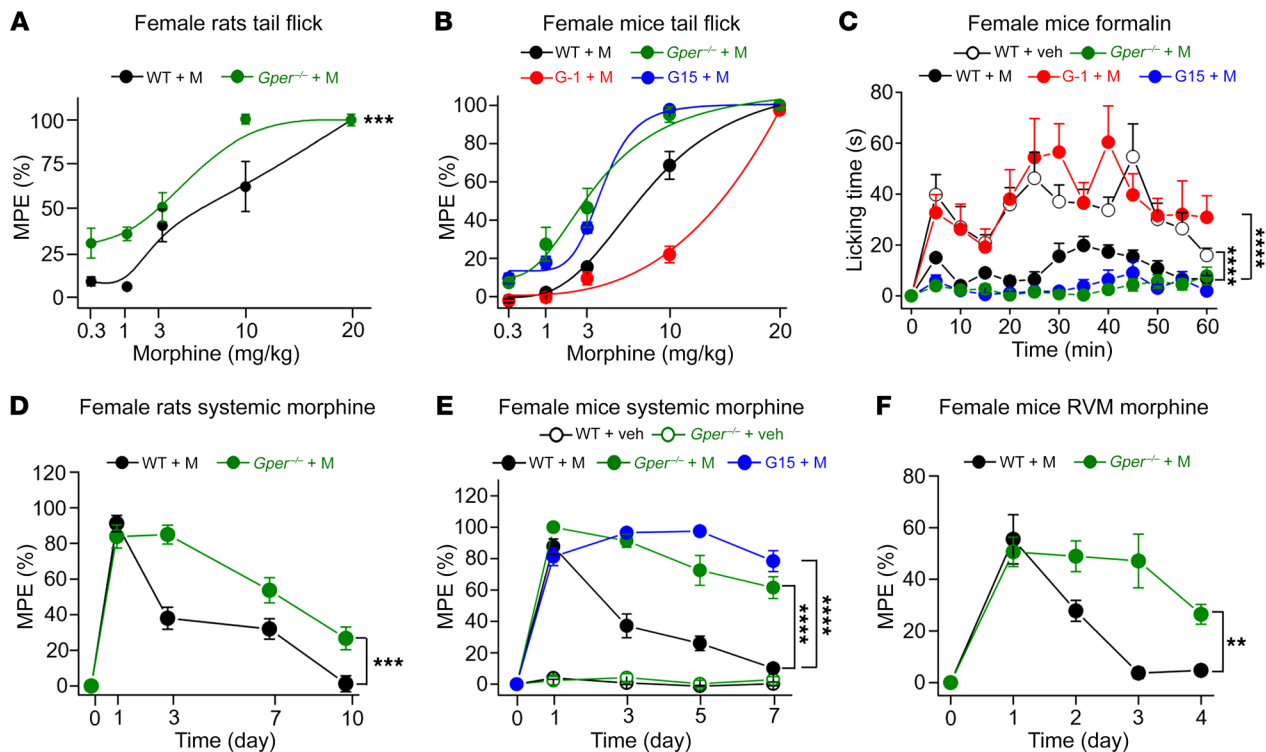 A Female rats tail flick
WT + M Gper–/– + M
MPE (%)
100
75
50
25
0
***
0.3 1 3 10 20
Morphine (mg/kg)
B Female mice tail flick
WT + M Gper–/– + M
G-1 + M G15 + M
MPE (%)
100
80
60
40
20
0
0.3 1 3 10 20
Morphine (mg/kg)
C Female mice formalin
WT + veh Gper–/– + M
WT + M G-1 + M G15 + M
Licking time (s)
80
60
40
20
0
****
****
0 10 20 30 40 50 60
Time (min)
D Female rats systemic morphine
WT + M Gper–/– + M
MPE (%)
120
100
80
60
40
20
0
***
0 1 3 7 10
Time (day)
E Female mice systemic morphine
WT + veh Gper–/– + veh
WT + M Gper–/– + M G15 + M
MPE (%)
120
100
80
60
40
20
0
****
****
0 1 3 5 7
Time (day)
F Female mice RVM morphine
WT + M Gper–/– + M
MPE (%)
80
60
40
20
0
**
0 1 2 3 4
Time (day)